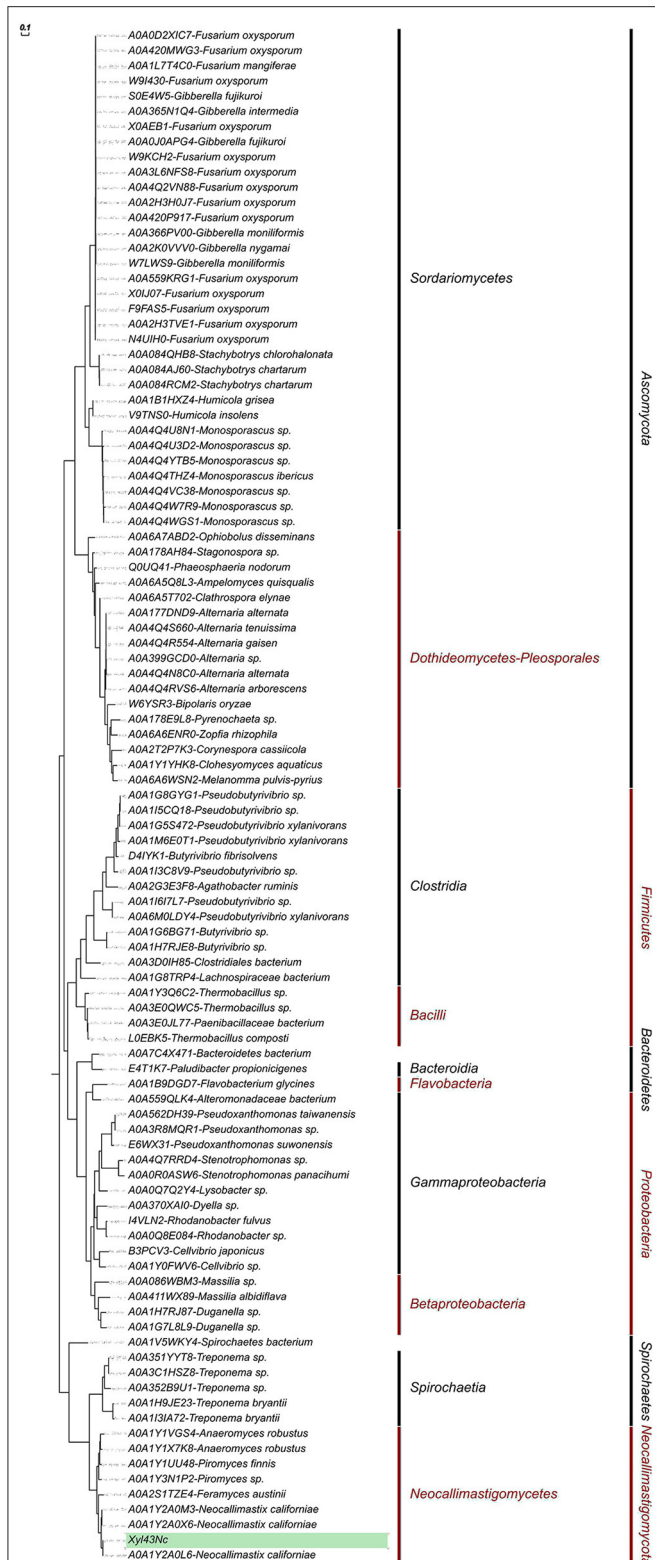 0.1
A0A0D2XIC7-Fusarium oxysporum
A0A420MWG3-Fusarium oxysporum
A0A1L7T4C0-Fusarium mangiferae
W9I430-Fusarium oxysporum
S0E4W5-Gibberella fujikuroi
A0A365N1Q4-Gibberella intermedia
X0AEB1-Fusarium oxysporum
A0A0J0APG4-Gibberella fujikuroi
W9KCH2-Fusarium oxysporum
A0A3L6NFS8-Fusarium oxysporum
A0A4Q2VN88-Fusarium oxysporum
A0A2H3H0J7-Fusarium oxysporum
A0A420P917-Fusarium oxysporum
A0A366PV00-Gibberella moniliformis
A0A2K0VVV0-Gibberella nygamai
W7LWS9-Gibberella moniliformis
A0A559KRG1-Fusarium oxysporum
X0IJ07-Fusarium oxysporum
F9FAS5-Fusarium oxysporum
A0A2H3TVE1-Fusarium oxysporum
N4UIH0-Fusarium oxysporum
A0A084QHB8-Stachybotrys chlorohalonata
A0A084AJ60-Stachybotrys chartarum
A0A084RCM2-Stachybotrys chartarum
A0A1B1HXZ4-Humicola grisea
V9TNS0-Humicola insolens
A0A4Q4U8N1-Monosporascus sp.
A0A4Q4U3D2-Monosporascus sp.
A0A4Q4YTB5-Monosporascus sp.
A0A4Q4THZ4-Monosporascus ibericus
A0A4Q4VC38-Monosporascus sp.
A0A4Q4W7R9-Monosporascus sp.
A0A4Q4WGS1-Monosporascus sp.
Sordariomycetes
Ascomycota
A0A6A7ABD2-Ophiobolus disseminans
A0A178AH84-Stagonospora sp.
Q0UQ41-Phaeosphaeria nodorum
A0A6A5Q8L3-Ampelomyces quisqualis
A0A6A5T702-Clathrospora elynae
A0A177DND9-Alternaria alternata
A0A4Q4S660-Alternaria tenuissima
A0A4Q4R554-Alternaria gaisen
A0A399GCD0-Alternaria sp.
A0A4Q4N8C0-Alternaria alternata
A0A4Q4RVS6-Alternaria arborescens
W6YSR3-Bipolaris oryzae
A0A178E9L8-Pyrenochaeta sp.
A0A6A6ENR0-Zopfia rhizophila
A0A2T2P7K3-Corynespora cassiicola
A0A1Y1YHK8-Clohesyomyces aquaticus
A0A6A6WSN2-Melanomma pulvis-pyrius
Dothideomycetes-Pleosporales
A0A1G8GYG1-Pseudobutyrivibrio sp.
A0A1I5CQ18-Pseudobutyrivibrio sp.
A0A1G5S472-Pseudobutyrivibrio xylanivorans
A0A1M6E0T1-Pseudobutyrivibrio xylanivorans
D4IYK1-Butyrivibrio fibrisolvens
A0A1I3C8V9-Pseudobutyrivibrio sp.
A0A2G3E3F8-Agathobacter ruminis
A0A1I6I7L7-Pseudobutyrivibrio sp.
A0A6M0LDY4-Pseudobutyrivibrio xylanivorans
A0A1G6BG71-Butyrivibrio sp.
A0A1H7RJE8-Butyrivibrio sp.
A0A3D0IH85-Clostridiales bacterium
A0A1G8TRP4-Lachnospiraceae bacterium
Clostridia
Firmicutes
A0A1Y3Q6C2-Thermobacillus sp.
A0A3E0QWC5-Thermobacillus sp.
A0A3E0JL77-Paenibacillaceae bacterium
L0EBK5-Thermobacillus composti
Bacilli
A0A7C4X471-Bacteroidetes bacterium
E4T1K7-Paludibacter propionicigenes
A0A1B9DGD7-Flavobacterium glycines
Bacteroidia
Flavobacteria
Bacteroidetes
A0A559QLK4-Alteromonadaceae bacterium
A0A562DH39-Pseudoxanthomonas taiwanensis
A0A3R8MQR1-Pseudoxanthomonas sp.
E6WX31-Pseudoxanthomonas suwonensis
A0A4Q7RRD4-Stenotrophomonas sp.
A0A0R0ASW6-Stenotrophomonas panacihumi
A0A0Q7Q2Y4-Lysobacter sp.
A0A370XAI0-Dyella sp.
I4VLN2-Rhodanobacter fulvus
A0A0Q8E084-Rhodanobacter sp.
B3PCV3-Cellvibrio japonicus
A0A1Y0FWV6-Cellvibrio sp.
Gammaproteobacteria
Proteobacteria
A0A086WBM3-Massilia sp.
A0A411WX89-Massilia albidiflava
A0A1H7RJ87-Duganella sp.
A0A1G7L8L9-Duganella sp.
Betaproteobacteria
A0A1V5WKY4-Spirochaetes bacterium
A0A351YYT8-Treponema sp.
A0A3C1HSZ8-Treponema sp.
A0A352B9U1-Treponema sp.
A0A1H9JE23-Treponema bryantii
A0A1I3IA72-Treponema bryantii
Spirochaetia
Spirochaetes
A0A1Y1VGS4-Anaeromyces robustus
A0A1Y1X7K8-Anaeromyces robustus
A0A1Y1UU48-Piromyces finnis
A0A1Y3N1P2-Piromyces sp.
A0A2S1TZE4-Feramyces austinii
A0A1Y2A0M3-Neocallimastix californiae
A0A1Y2A0X6-Neocallimastix californiae
Xyl43Nc
A0A1Y2A0L6-Neocallimastix californiae
Neocallimastigomycetes
Neocallimastigomycota